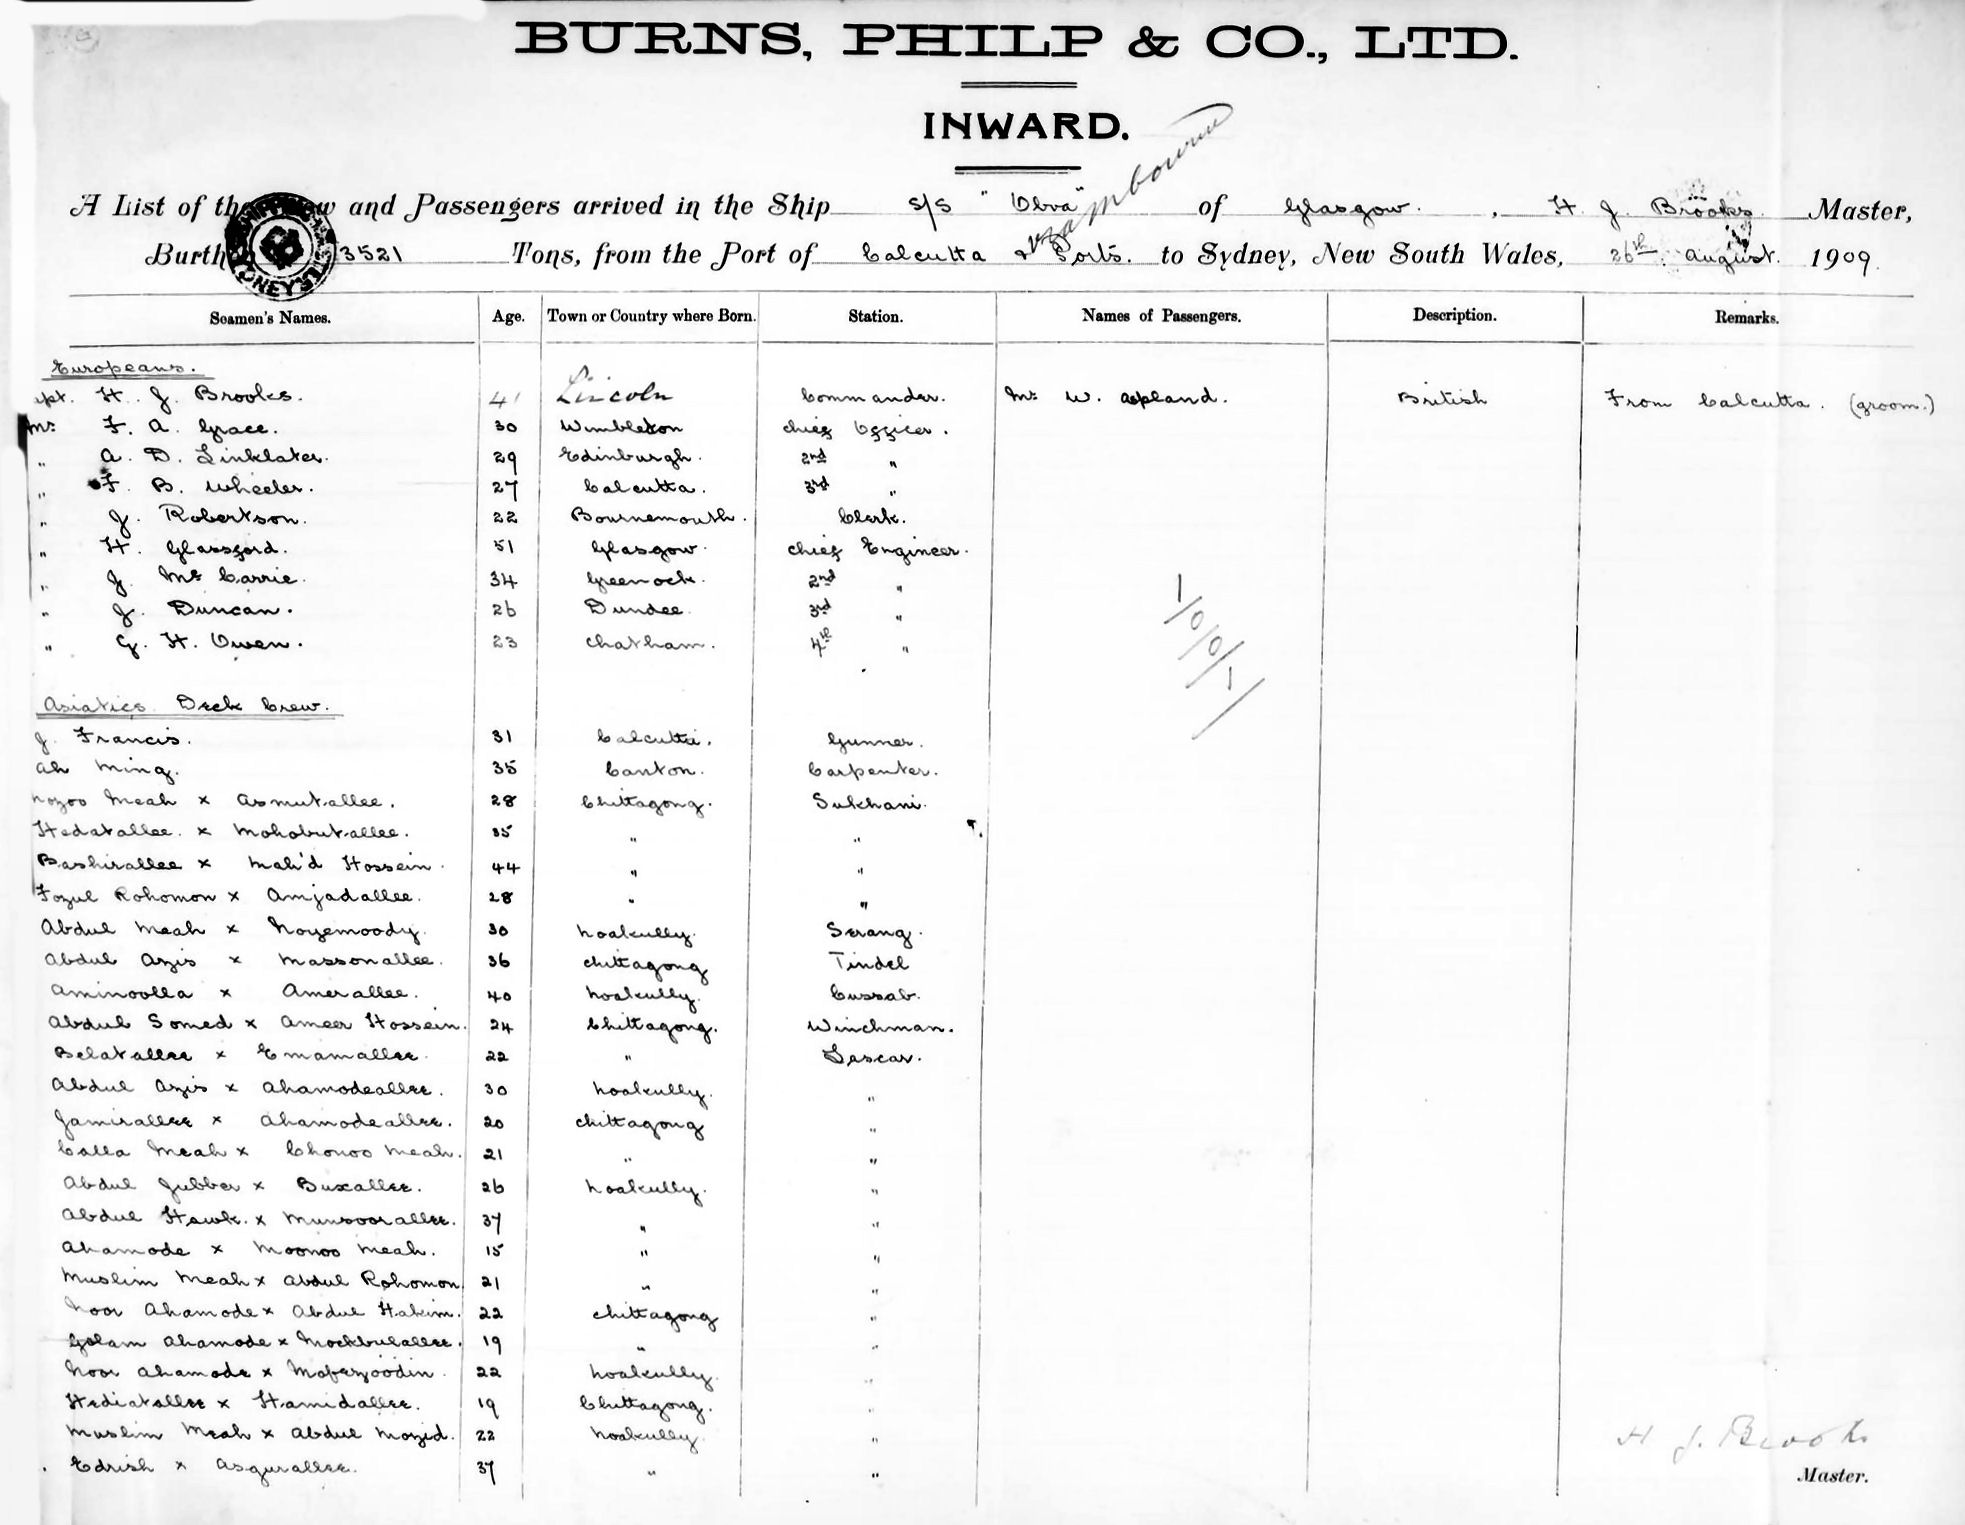 BURNS, PHILP & CO., LTD.
INWARD.
A List of the Crew and Passengers arrived in the Ship s/s "Obra" of Glasgow, H. J. Brooks Master,
Burth 3521 Tons, from the Port of Calcutta & Ports. to Sydney, New South Wales, 26th August. 1909.
Seamen's Names. Age. Town or Country where Born. Station. Names of Passengers. Description. Remarks.
Europeans.
apt. H. J. Brooks. 41 Lincoln Commander. Mr W. Copland. British From Calcutta. (groom.)
Mr. F. A. Grace. 30 Wimbleton Chief Officer.
" A. D. Linklater. 29 Edinburgh. 2nd "
" F. B. Wheeler. 27 Calcutta. 3rd "
" J. Robertson. 22 Bournemouth. Clerk.
" H. Glassford. 51 Glasgow. Chief Engineer.
" J. McCarrie. 34 Greenock. 2nd "
" J. Duncan. 26 Dundee. 3rd "
" G. H. Owen. 23 Chatham. 4th "
1/0/0/1/
Asiatics Deck Crew.
J. Francis. 31 Calcutta. Gunner.
Ah Ming. 35 Canton. Carpenter.
Nozoo Meah x Asmutallee. 28 Chittagong. Sukhani.
Hedatallee. x Mohobutallee. 35 " "
Bashirallee x Mah'd Hossein. 44 " "
Fozul Rohomon x Amjadallee. 28 " "
Abdul Meah x Noyemoody. 30 Noakully. Serang.
Abdul Azis x Massonallee. 36 Chittagong Tindel
Aminoolla x Amerallee. 40 Noakully. Cussab.
Abdul Somed x Ameer Hossein. 24 Chittagong. Winchman.
Belatallee x Emamallee. 22 " Lascar.
Abdul Azis x Ahamodeallee. 30 Noakully. "
Jamirallee x Ahamodeallee. 20 Chittagong "
Calla Meah x Chonoo Meah. 21 " "
Abdul Jubber x Buxallee. 26 Noakully. "
Abdul Hawk. x Munsoorallee. 37 " "
Ahamode x Moonoo Meah. 15 " "
Muslim Meah x Abdul Rohomon 21 " "
Noor Ahamode x Abdul Hakim. 22 Chittagong "
Golam Ahamode x Mockbulallee. 19 " "
Noor Ahamode x Mofezoodin. 22 Noakully. "
Hediatallee x Hamidallee. 19 Chittagong. "
Muslim Meah x Abdul Mozid. 22 Noakully. "
Edrish x Asgurallee. 37 " "
H J. Brooks
Master.